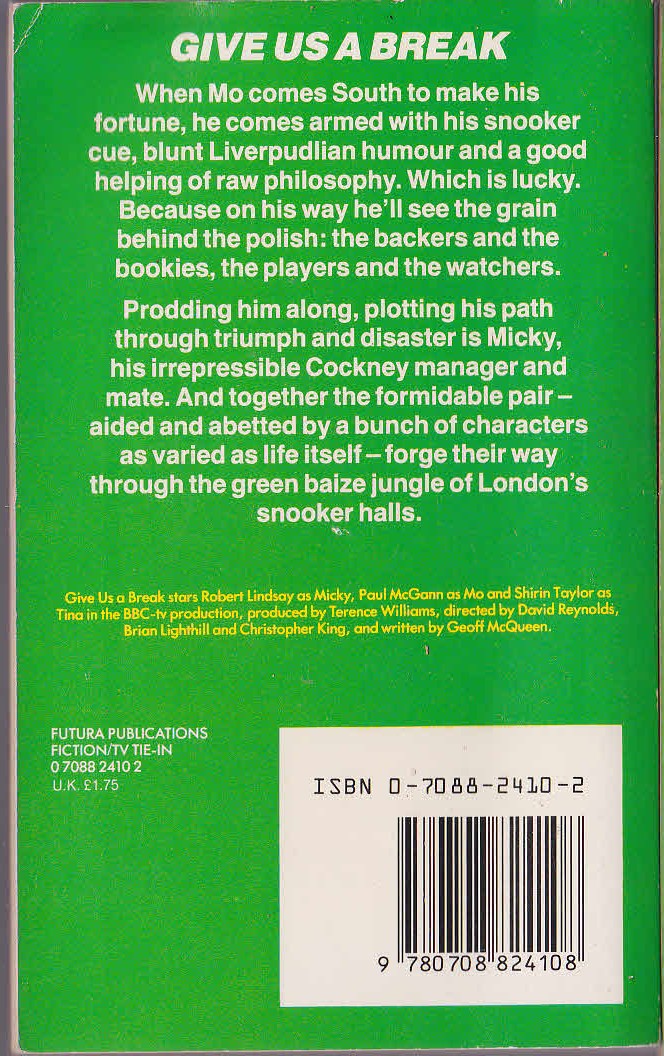 GIVE US A BREAK
When Mo comes South to make his
fortune, he comes armed with his snooker
cue, blunt Liverpudlian humour and a good
helping of raw philosophy. Which is lucky.
Because on his way he'll see the grain
behind the polish: the backers and the
bookies, the players and the watchers.
Prodding him along, plotting his path
through triumph and disaster is Micky,
his irrepressible Cockney manager and
mate. And together the formidable pair –
aided and abetted by a bunch of characters
as varied as life itself – forge their way
through the green baize jungle of London's
snooker halls.
Give Us a Break stars Robert Lindsay as Micky, Paul McGann as Mo and Shirin Taylor as
Tina in the BBC-tv production, produced by Terence Williams, directed by David Reynolds,
Brian Lighthill and Christopher King, and written by Geoff McQueen.
FUTURA PUBLICATIONS
FICTION/TV TIE-IN
0 7088 2410 2
U.K. £1.75
ISBN 0-7088-2410-2
9 780708 824108